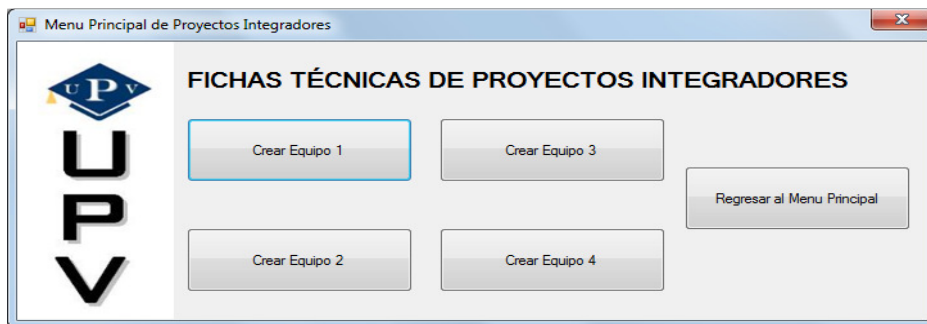 Menu Principal de Proyectos Integradores
UPV
U
P
V
FICHAS TÉCNICAS DE PROYECTOS INTEGRADORES
Crear Equipo 1
Crear Equipo 3
Regresar al Menu Principal
Crear Equipo 2
Crear Equipo 4